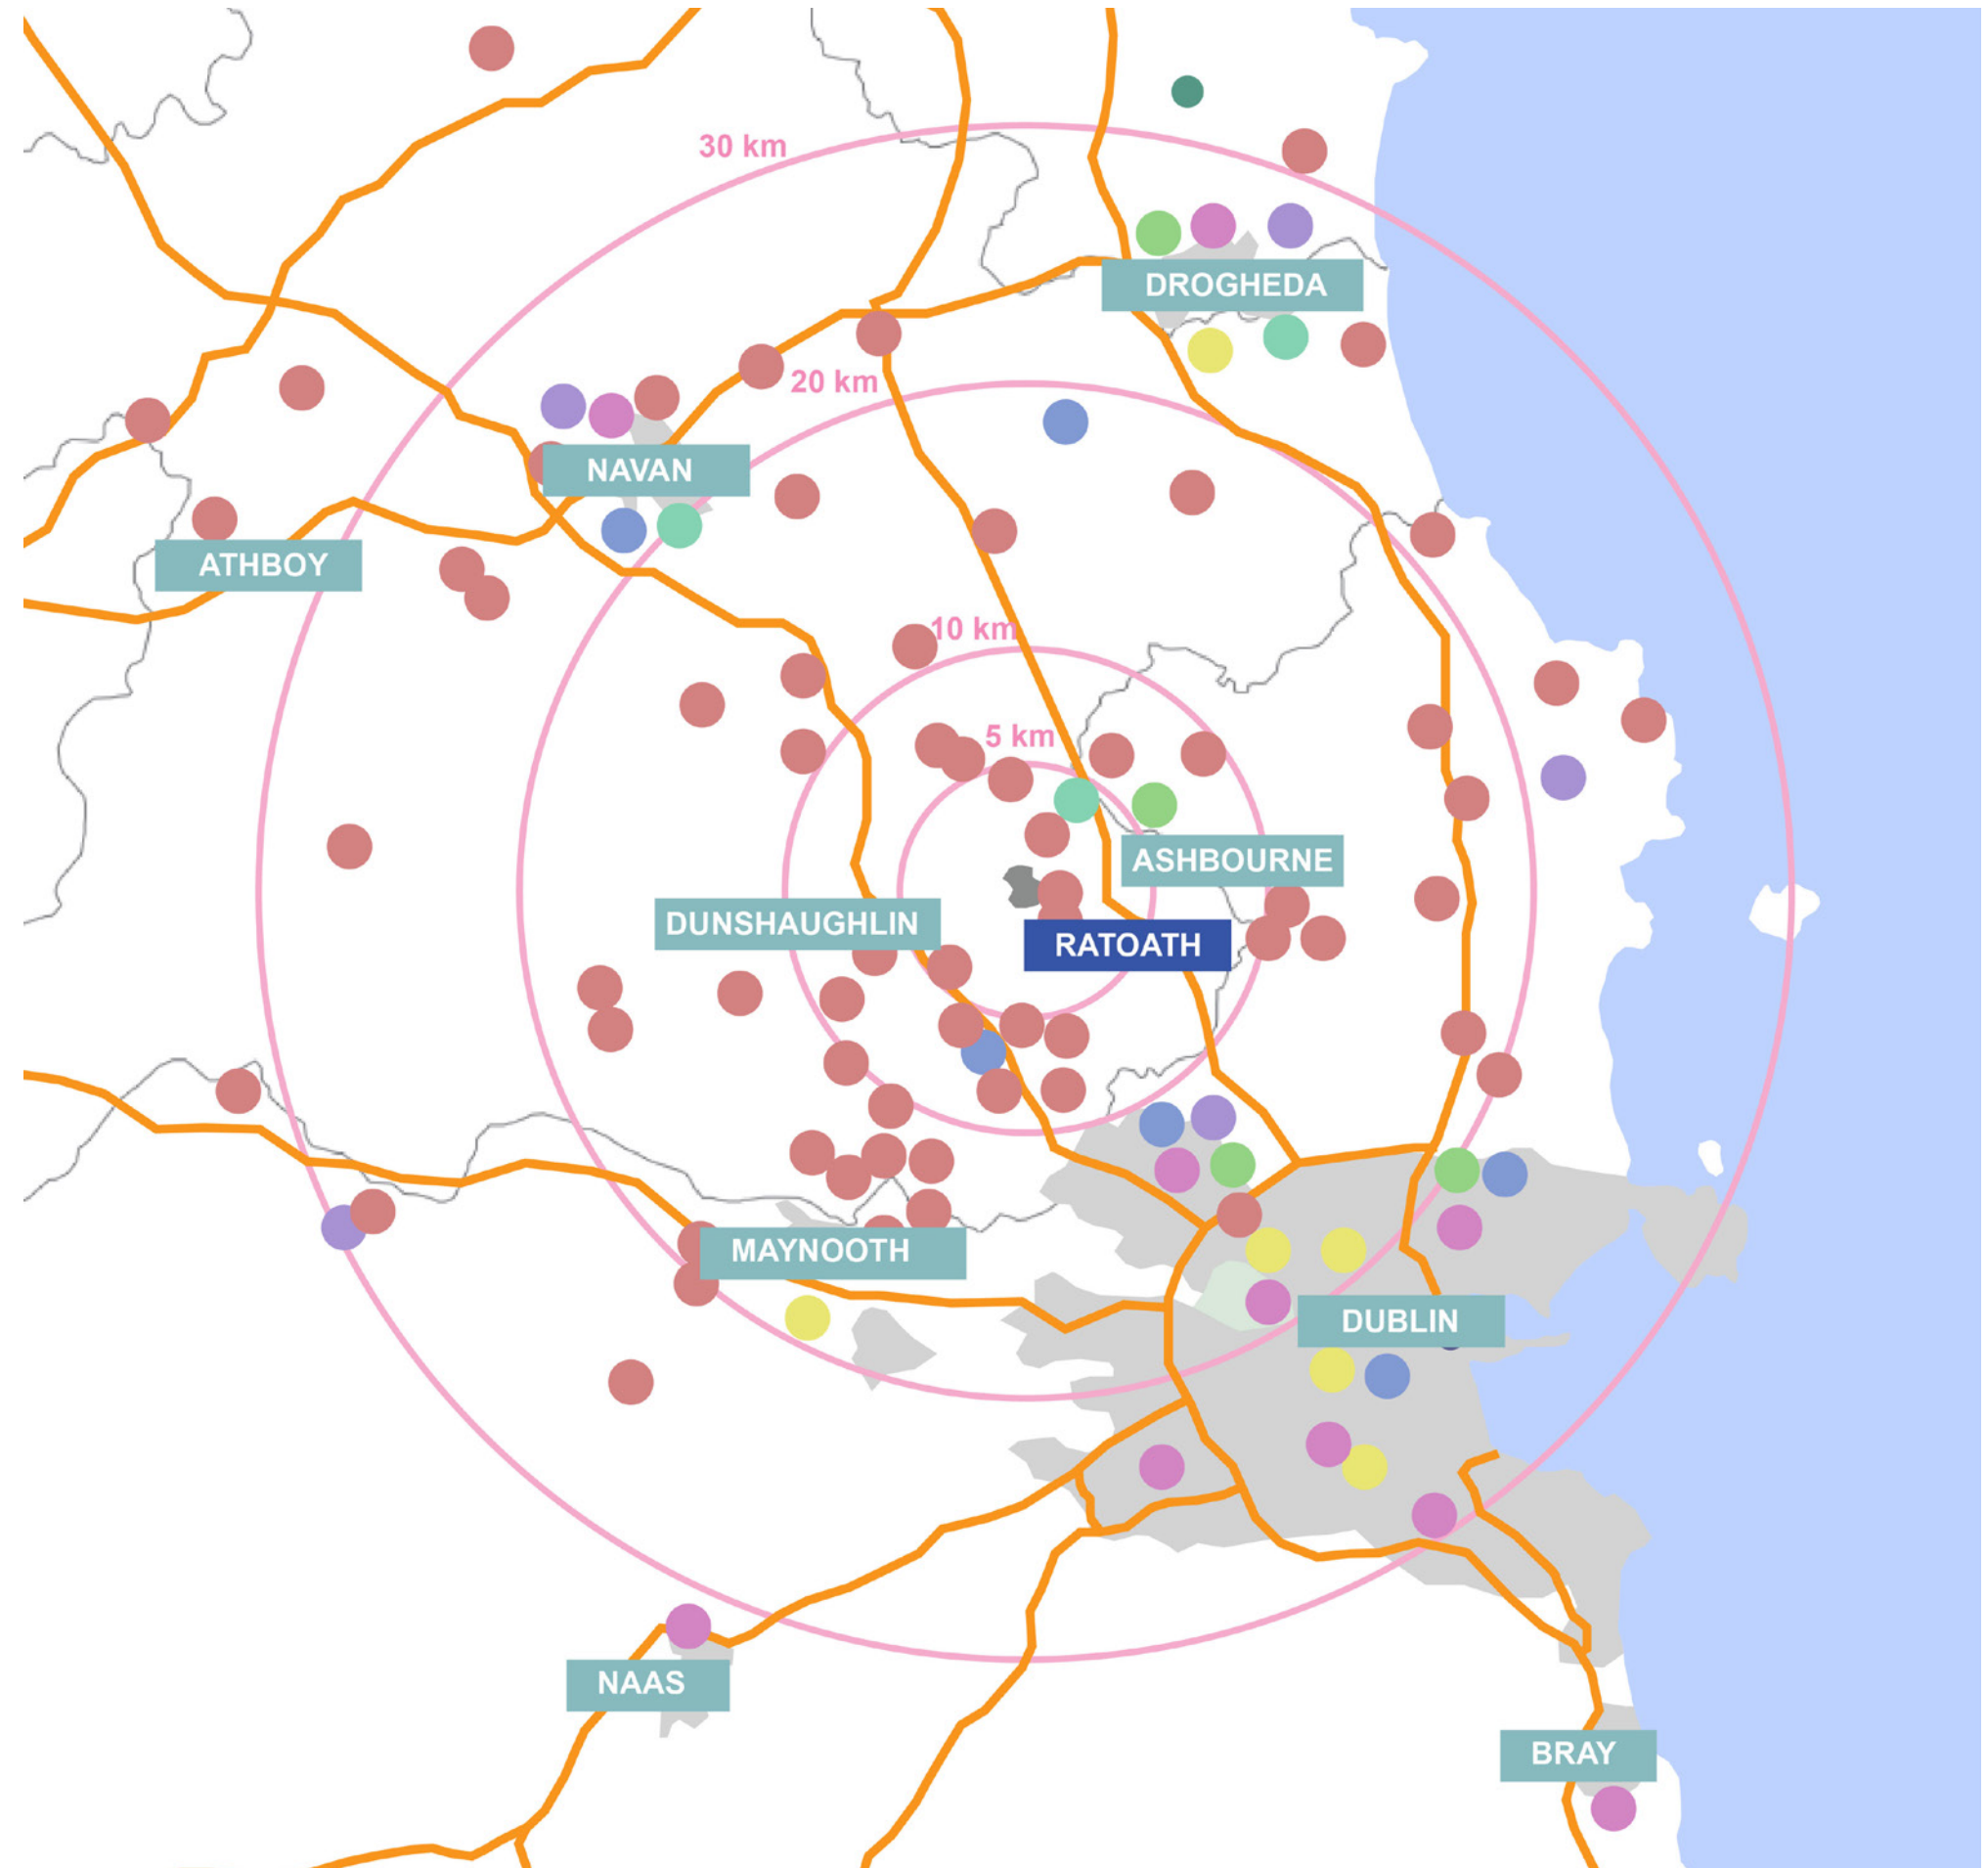 30 km
DROGHEDA
20 km
NAVAN
ATHBOY
10 km
5 km
ASHBOURNE
DUNSHAUGHLIN
RATOATH
MAYNOOTH
DUBLIN
NAAS
BRAY